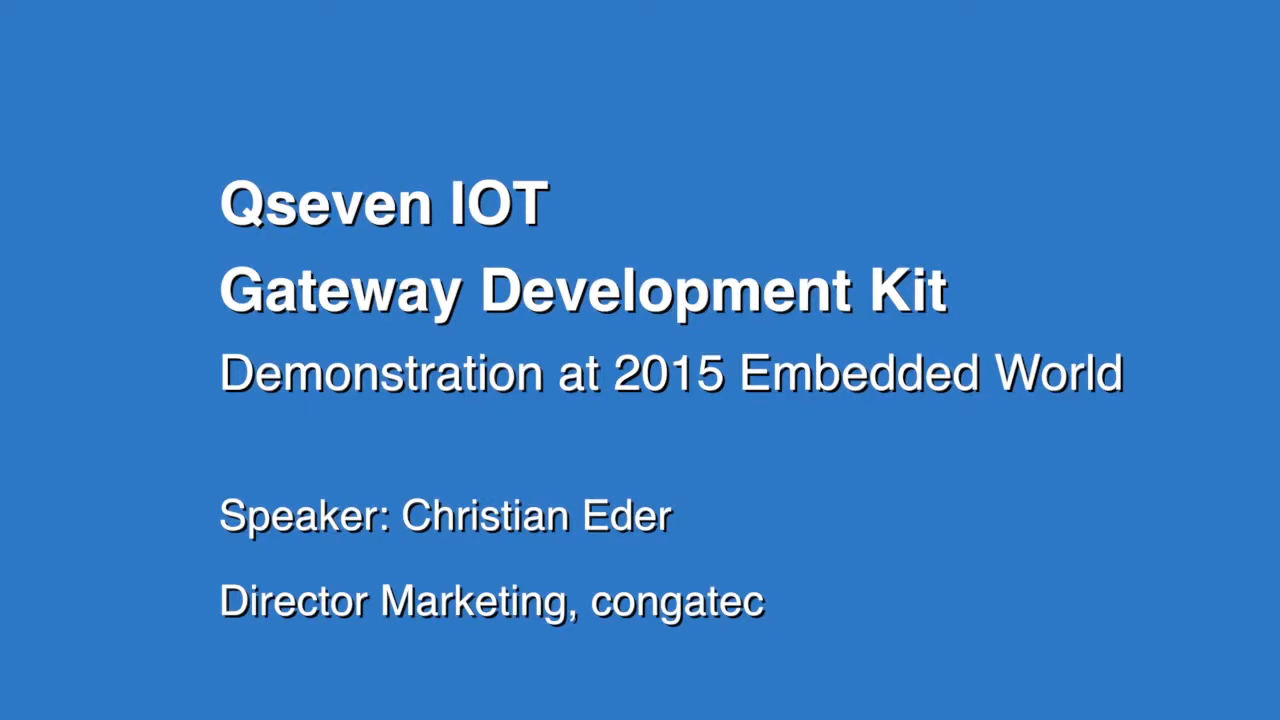 Qseven IOT
Gateway Development Kit
Demonstration at 2015 Embedded World
Speaker: Christian Eder
Director Marketing, congatec